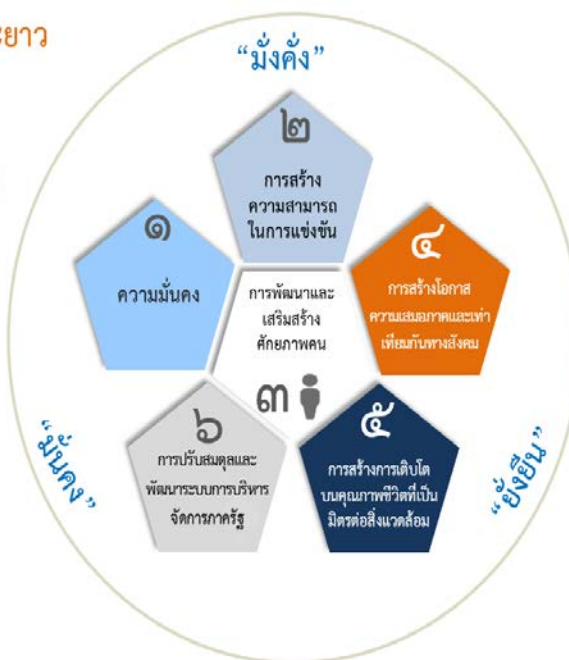 ะยาว
“มั่งคั่ง”
๒
การสร้าง
ความสามารถ
ในการแข่งขัน
๑
ความมั่นคง
๔
การสร้างโอกาส
ความเสมอภาคและเท่า
เทียมกันทางสังคม
การพัฒนาและ
เสริมสร้าง
ศักยภาพคน
๓
๖
การปรับสมดุลและ
พัฒนาระบบการบริหาร
จัดการภาครัฐ
๕
การสร้างการเติบโต
บนคุณภาพชีวิตที่เป็น
มิตรต่อสิ่งแวดล้อม
“มั่นคง”
“ยั่งยืน”